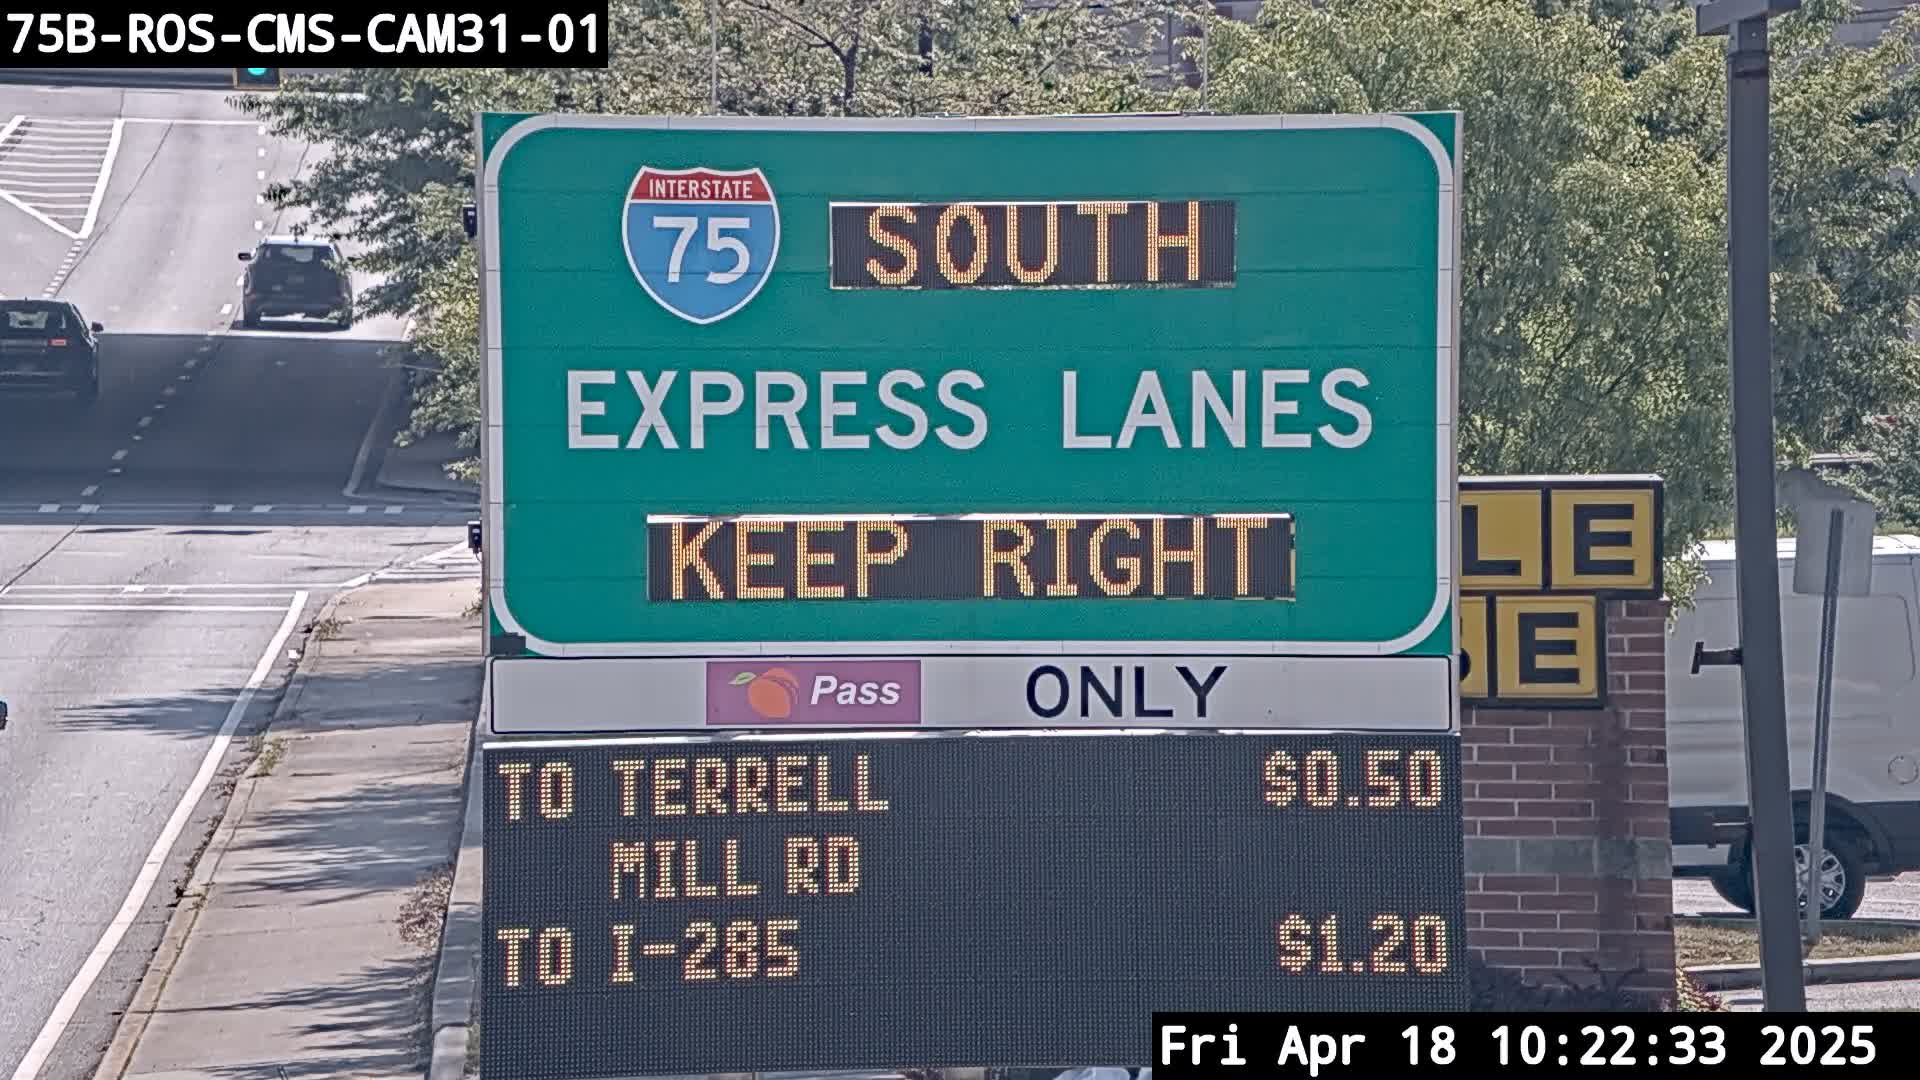 75B-ROS-CMS-CAM31-01
INTERSTATE
75
SOUTH
EXPRESS LANES
KEEP RIGHT
Pass ONLY
TO TERRELL $0.50
MILL RD
TO I-285 $1.20
LE
E
Fri Apr 18 10:22:33 2025